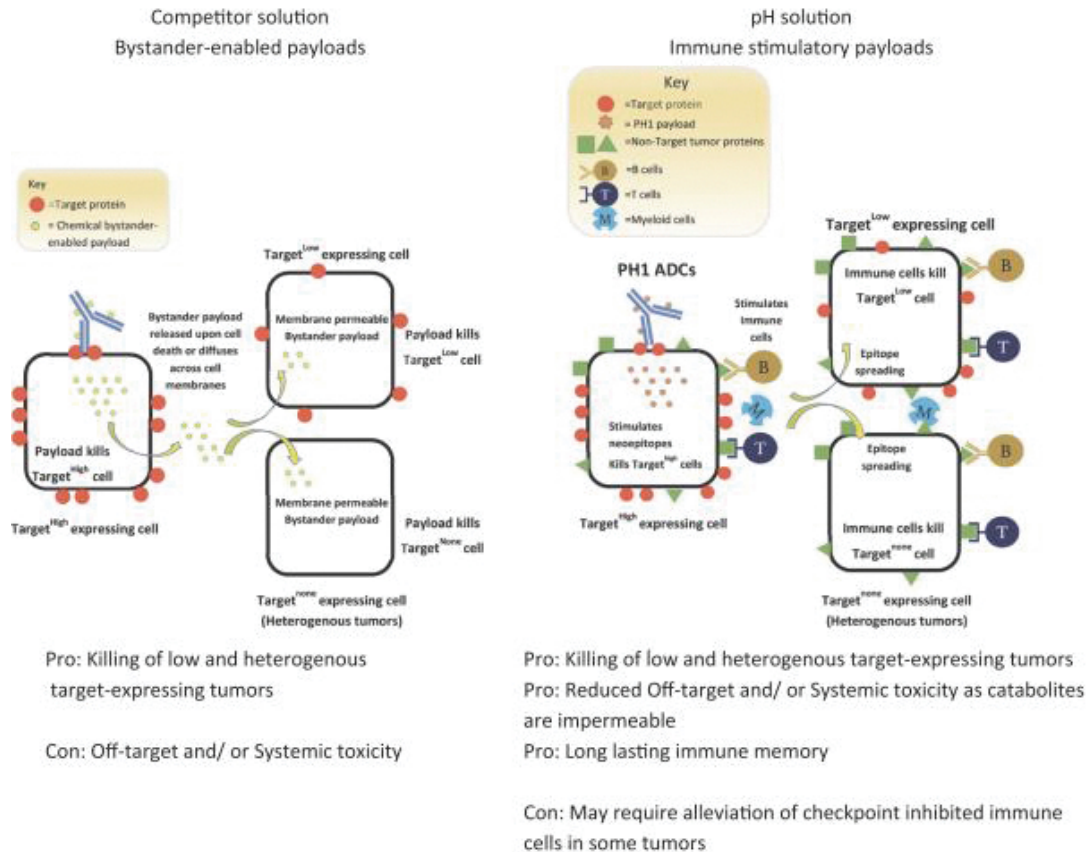 Competitor solution
Bystander-enabled payloads
Key
=Target protein
= Chemical bystander-
enabled payload
Target^Low expressing cell
Bystander payload
released upon cell
death or diffuses
across cell
membranes
Membrane permeable
Bystander payload
Payload kills
Target^Low cell
Payload kills
Target^High cell
Target^High expressing cell
Membrane permeable
Bystander payload
Payload kills
Target^None cell
Target^none expressing cell
(Heterogenous tumors)
Pro: Killing of low and heterogenous
target-expressing tumors
Con: Off-target and/ or Systemic toxicity
pH solution
Immune stimulatory payloads
Key
=Target protein
= PH1 payload
=Non-Target tumor proteins
B
=B cells
T
=T cells
M
=Myeloid cells
PH1 ADCs
Stimulates
Immune
cells
B
M
T
Stimulates
neoepitopes
Kills Target^High cells
Target^High expressing cell
Target^Low expressing cell
Immune cells kill
Target^Low cell
B
Epitope
spreading
T
M
Epitope
spreading
B
Immune cells kill
Target^none cell
T
Target^none expressing cell
(Heterogenous tumors)
Pro: Killing of low and heterogenous target-expressing tumors
Pro: Reduced Off-target and/ or Systemic toxicity as catabolites
are impermeable
Pro: Long lasting immune memory
Con: May require alleviation of checkpoint inhibited immune
cells in some tumors